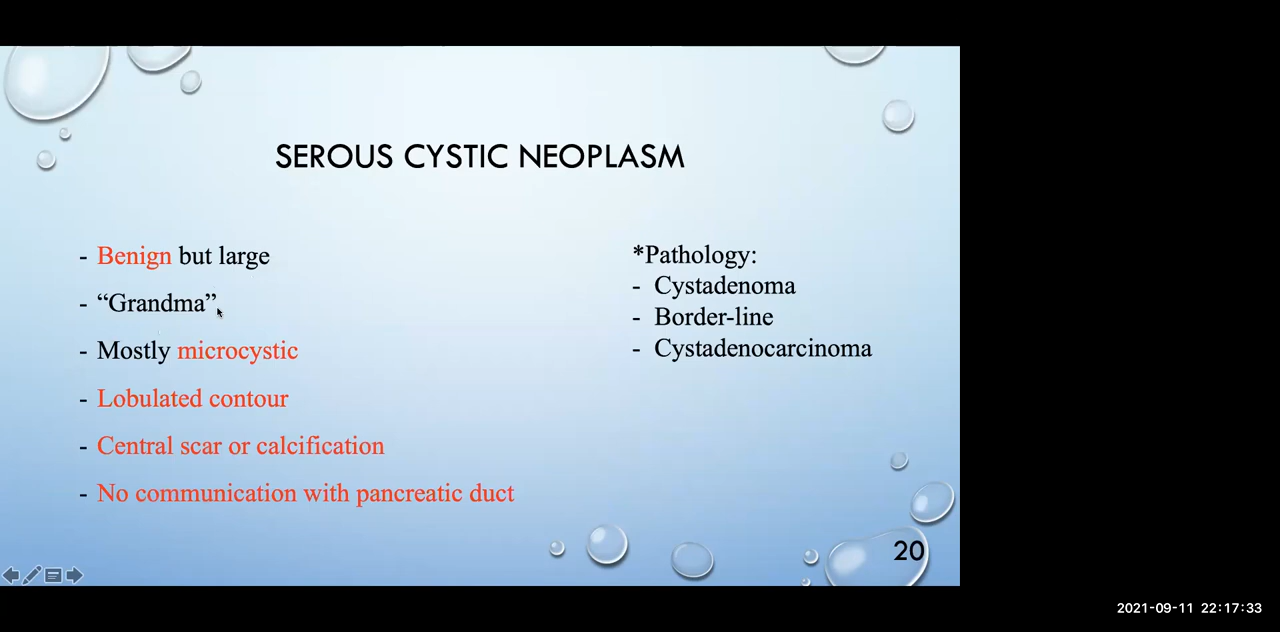 SEROUS CYSTIC NEOPLASM
- Benign but large
- “Grandma”
- Mostly microcystic
- Lobulated contour
- Central scar or calcification
- No communication with pancreatic duct
*Pathology:
- Cystadenoma
- Border-line
- Cystadenocarcinoma
20
2021-09-11 22:17:33